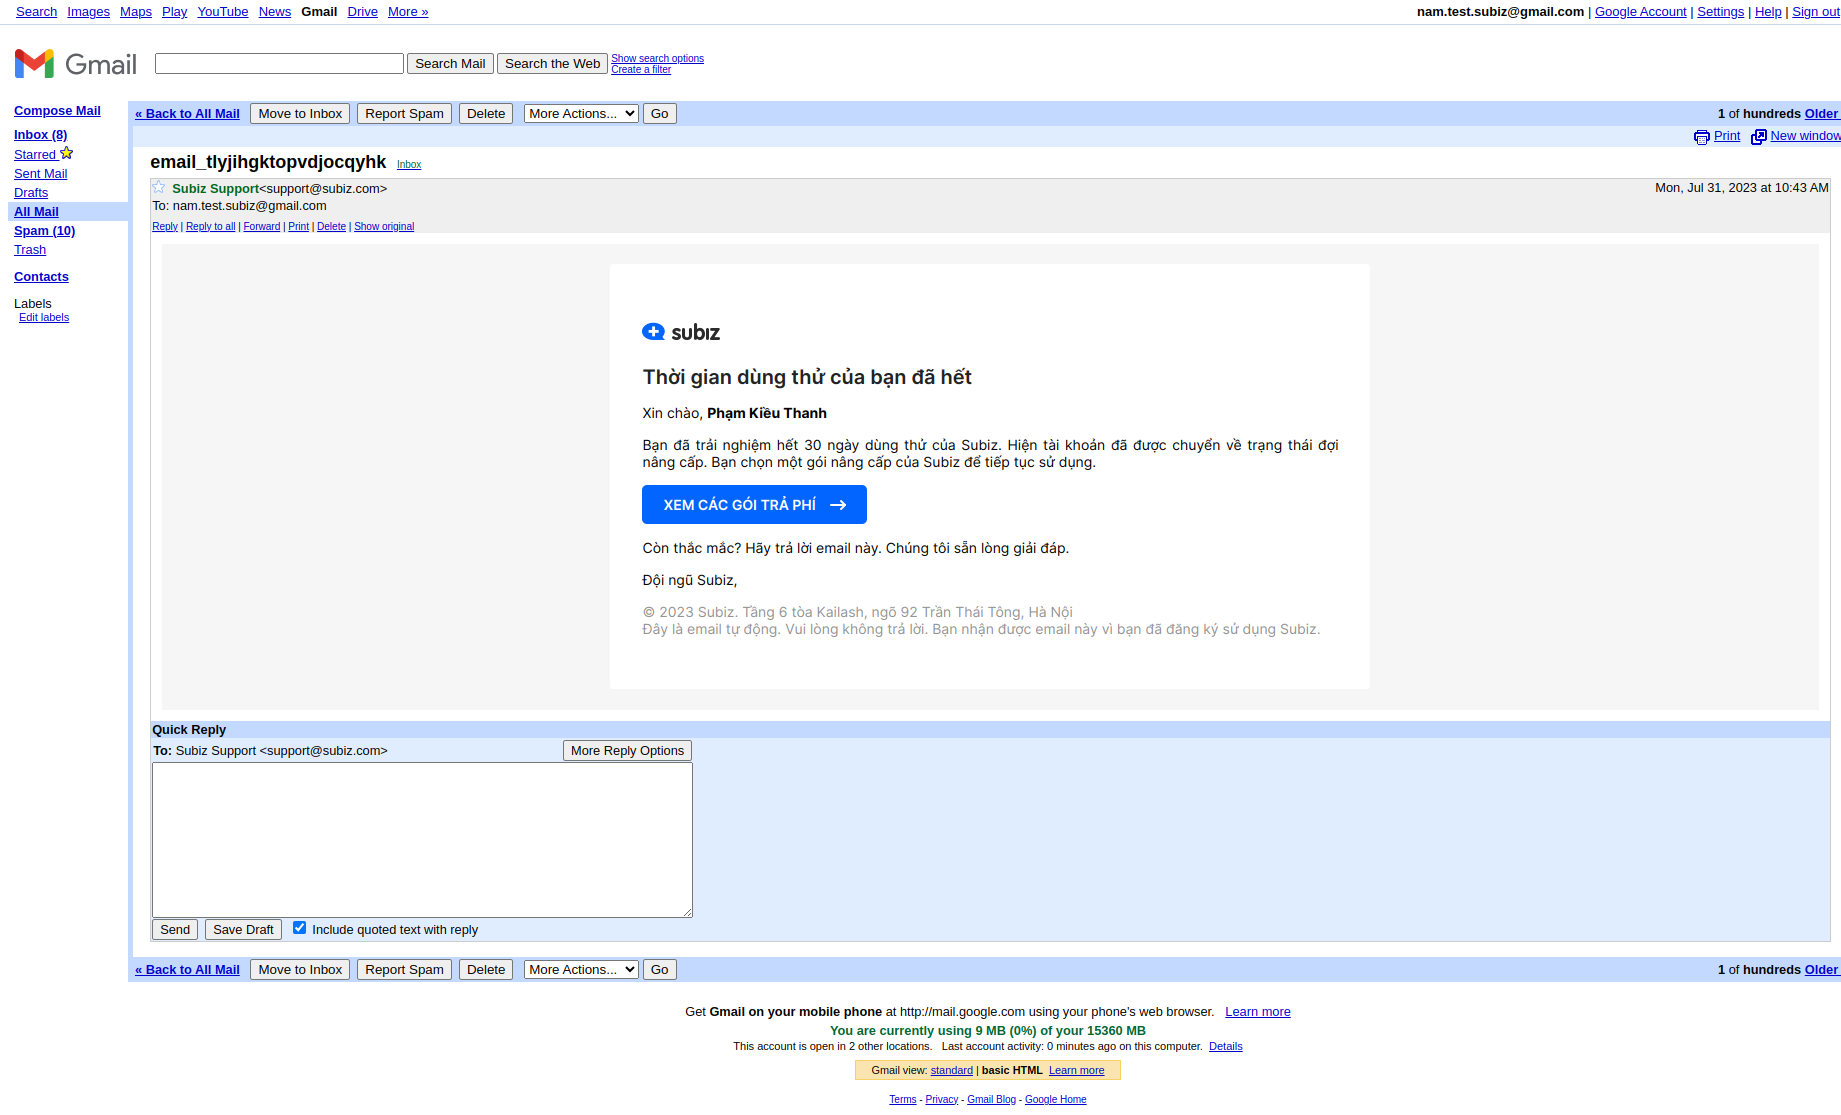 Search Images Maps Play YouTube News Gmail Drive More »
nam.test.subiz@gmail.com | Google Account | Settings | Help | Sign out
Gmail
Search Mail
Search the Web
Show search options
Create a filter
Compose Mail
Inbox (8)
Starred
Sent Mail
Drafts
All Mail
Spam (10)
Trash
Contacts
Labels
Edit labels
« Back to All Mail Move to Inbox Report Spam Delete More Actions... Go
1 of hundreds Older
Print New window
email_tlyjihgktopvdjocqyhk Inbox
Subiz Support<support@subiz.com>
Mon, Jul 31, 2023 at 10:43 AM
To: nam.test.subiz@gmail.com
Reply | Reply to all | Forward | Print | Delete | Show original
subiz
Thời gian dùng thử của bạn đã hết
Xin chào, Phạm Kiều Thanh
Bạn đã trải nghiệm hết 30 ngày dùng thử của Subiz. Hiện tài khoản đã được chuyển về trạng thái đợi
nâng cấp. Bạn chọn một gói nâng cấp của Subiz để tiếp tục sử dụng.
XEM CÁC GÓI TRẢ PHÍ →
Còn thắc mắc? Hãy trả lời email này. Chúng tôi sẵn lòng giải đáp.
Đội ngũ Subiz,
© 2023 Subiz. Tầng 6 tòa Kailash, ngõ 92 Trần Thái Tông, Hà Nội
Đây là email tự động. Vui lòng không trả lời. Bạn nhận được email này vì bạn đã đăng ký sử dụng Subiz.
Quick Reply
To: Subiz Support <support@subiz.com>
More Reply Options
Send Save Draft Include quoted text with reply
« Back to All Mail Move to Inbox Report Spam Delete More Actions... Go
1 of hundreds Older
Get Gmail on your mobile phone at http://mail.google.com using your phone's web browser. Learn more
You are currently using 9 MB (0%) of your 15360 MB
This account is open in 2 other locations. Last account activity: 0 minutes ago on this computer. Details
Gmail view: standard | basic HTML Learn more
Terms - Privacy - Gmail Blog - Google Home